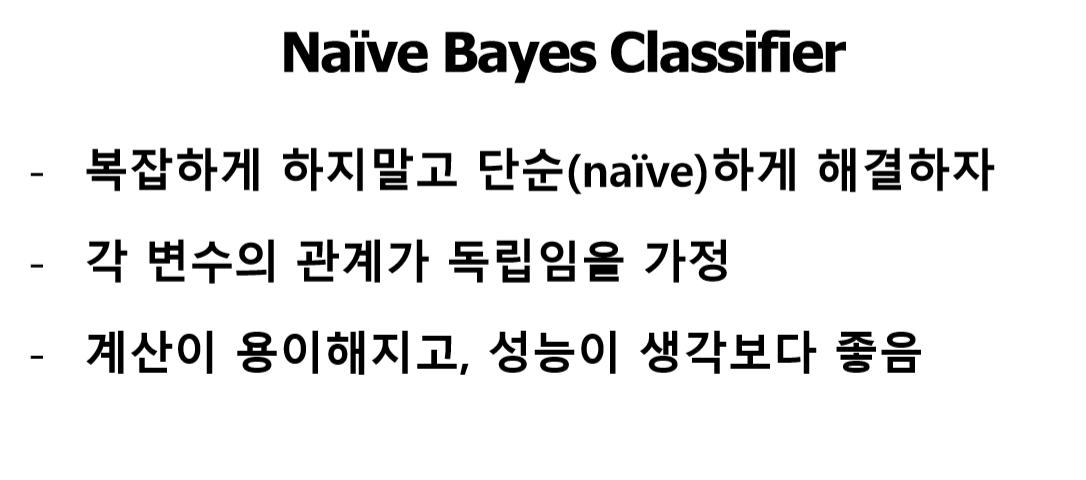 Naïve Bayes Classifier
- 복잡하게 하지말고 단순(naïve)하게 해결하자
- 각 변수의 관계가 독립임을 가정
- 계산이 용이해지고, 성능이 생각보다 좋음